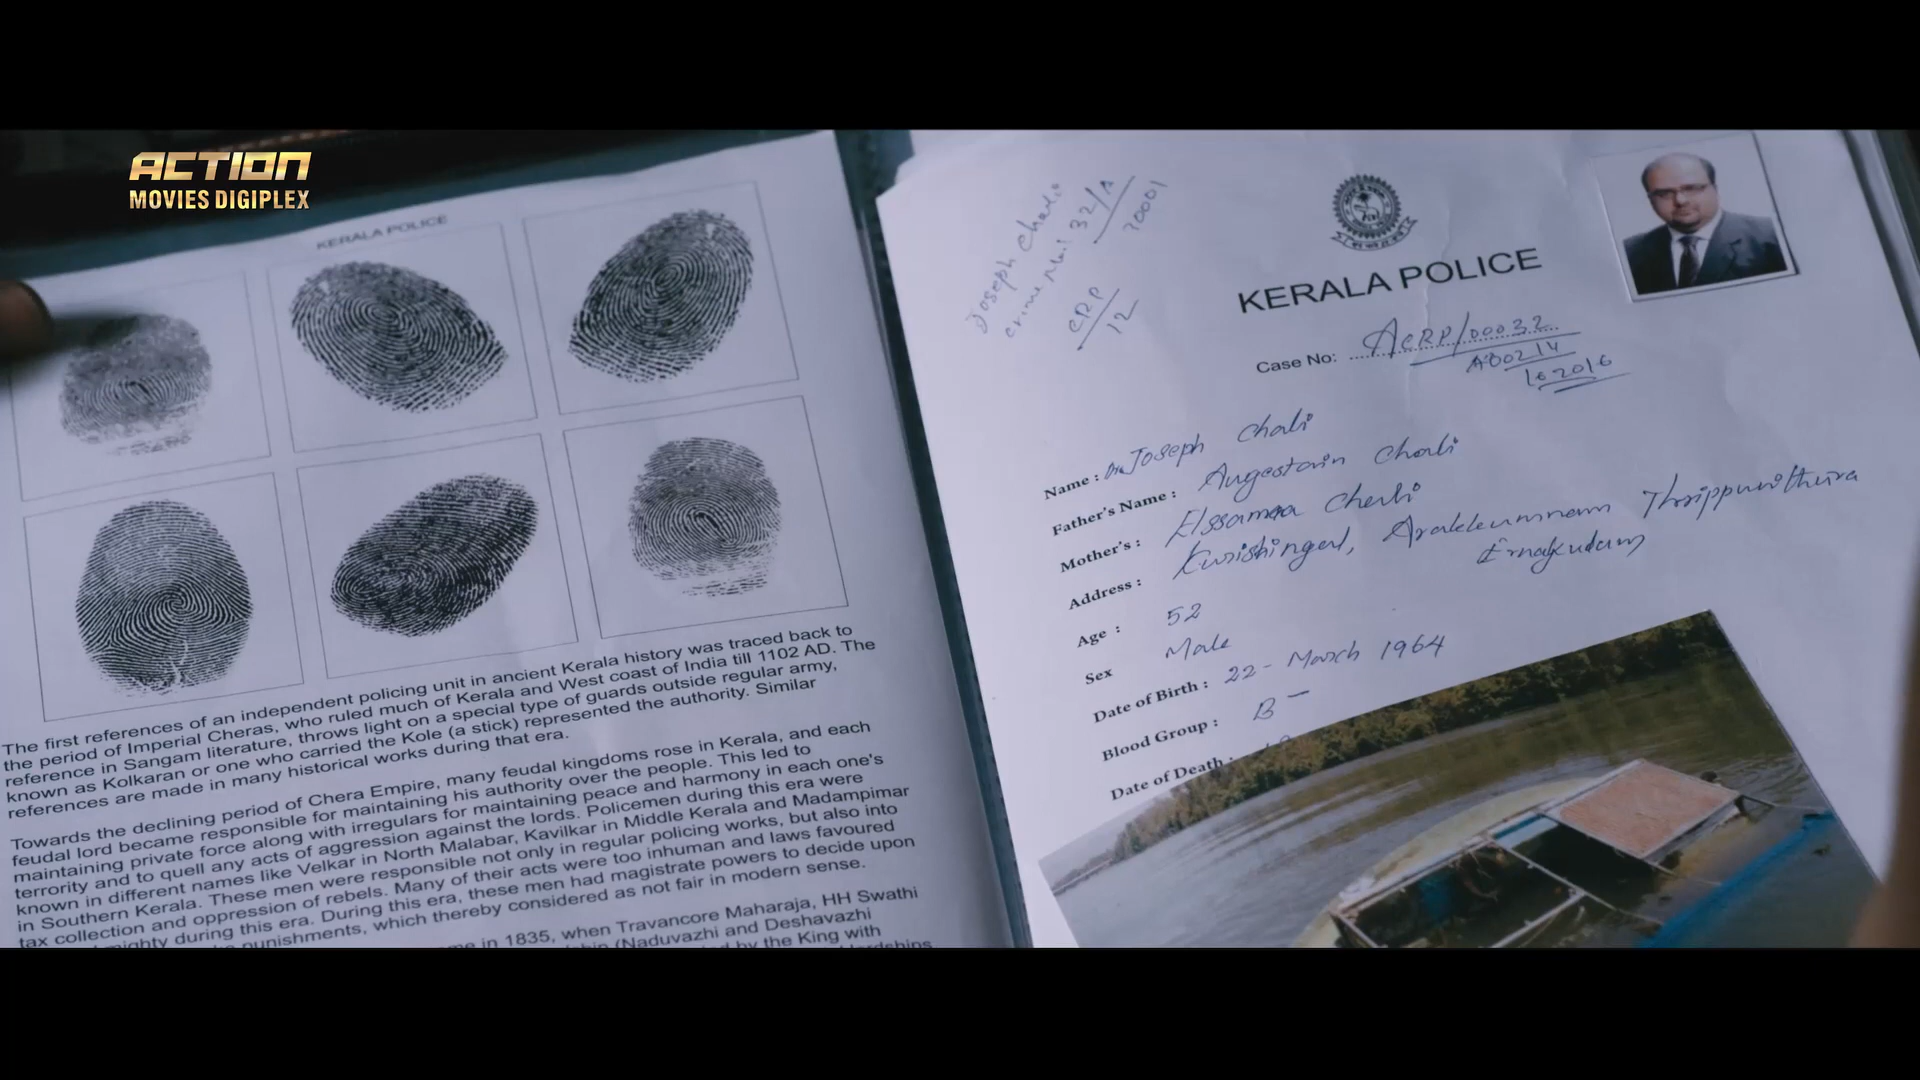 ACTION
MOVIES DIGIPLEX
KERALA POLICE
The first references of an independent policing unit in ancient Kerala history was traced back to
the period of Imperial Cheras, who ruled much of Kerala and West coast of India till 1102 AD. The
reference in Sangam literature, throws light on a special type of guards outside regular army,
known as Kolkaran or one who carried the Kole (a stick) represented the authority. Similar
references are made in many historical works during that era.
Towards the declining period of Chera Empire, many feudal kingdoms rose in Kerala, and each
feudal lord became responsible for maintaining his authority over the people. This led to
maintaining private force along with irregulars for maintaining peace and harmony in each one's
terrority and to quell any acts of aggression against the lords. Policemen during this era were
known in different names like Velkar in North Malabar, Kavilkar in Middle Kerala and Madampimar
in Southern Kerala. These men were responsible not only in regular policing works, but also into
tax collection and oppression of rebels. Many of their acts were too inhuman and laws favoured
mighty during this era. During this era, these men had magistrate powers to decide upon
punishments, which thereby considered as not fair in modern sense.
in 1835, when Travancore Maharaja, HH Swathi
(Naduvazhi and Deshavazhi
by the King with
Joseph Chali
32/A
70001
CRP
12
KERALA POLICE
Case No: ACRP/00032
A00214
16 2016
Name : Joseph Chali
Father's Name : Augestain Chali
Mother's : Elssamma Chali
Address : Kurishingal, Arakkunnam Thrippunithura
Ernakulam
Age : 52
Sex Male
Date of Birth : 22 - March 1964
Blood Group : B -
Date of Death :